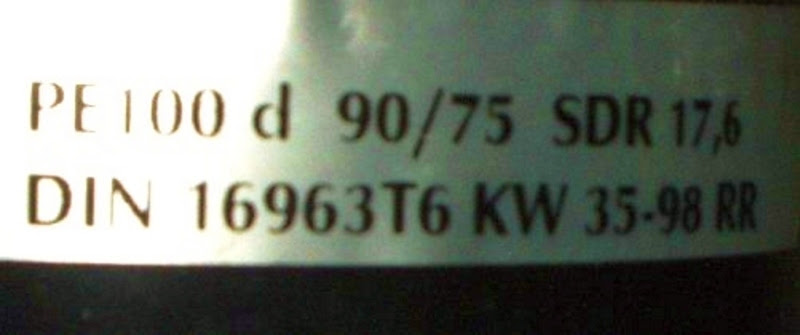 PE100 d 90/75 SDR 17,6
DIN 16963T6 KW 35-98 RR